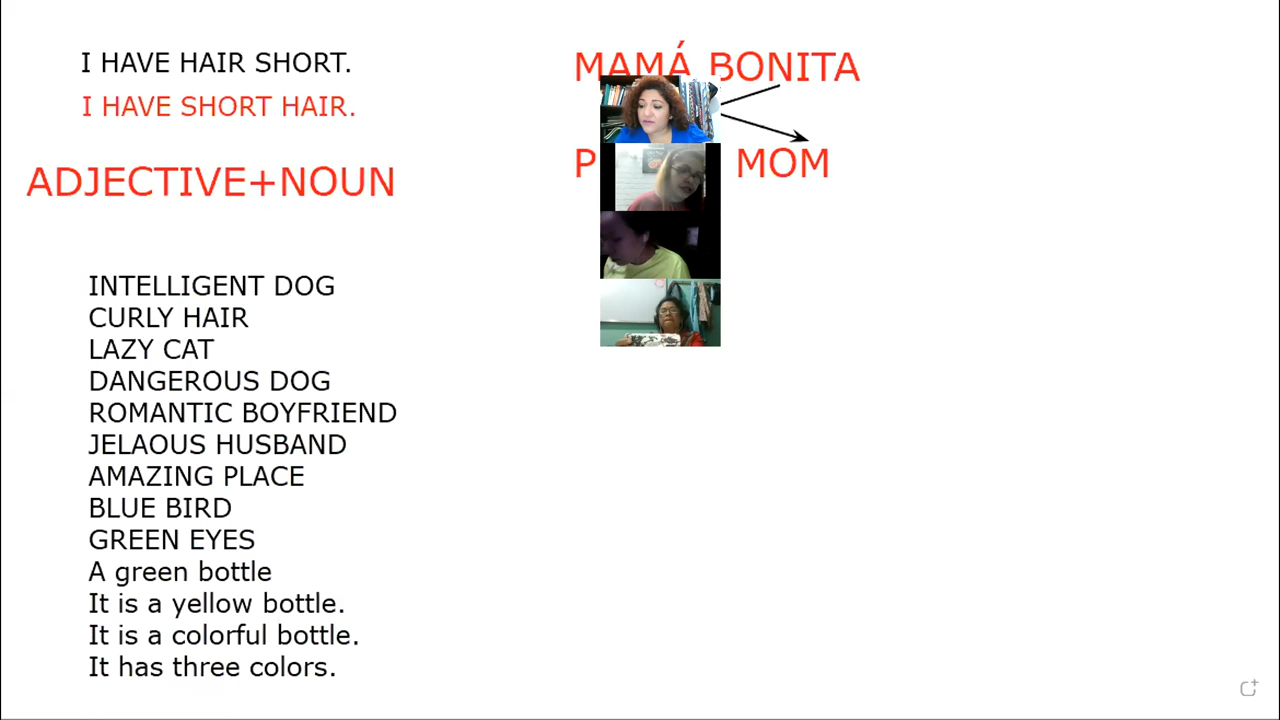 I HAVE HAIR SHORT.
I HAVE SHORT HAIR.
ADJECTIVE+NOUN
MAMÁ BONITA
MOM
INTELLIGENT DOG
CURLY HAIR
LAZY CAT
DANGEROUS DOG
ROMANTIC BOYFRIEND
JELAOUS HUSBAND
AMAZING PLACE
BLUE BIRD
GREEN EYES
A green bottle
It is a yellow bottle.
It is a colorful bottle.
It has three colors.